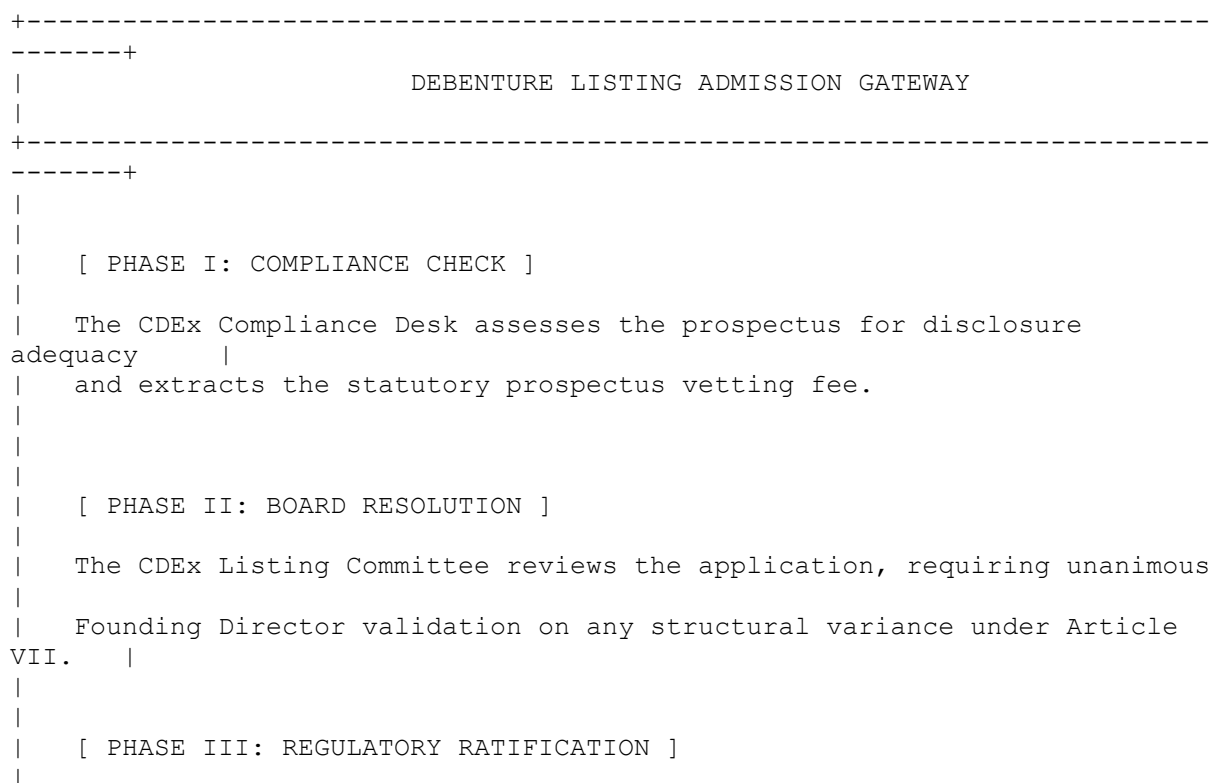 +--------------------------------------------------------------------------
-------+
| DEBENTURE LISTING ADMISSION GATEWAY
|
+--------------------------------------------------------------------------
-------+
|
|
| [ PHASE I: COMPLIANCE CHECK ]
|
| The CDEx Compliance Desk assesses the prospectus for disclosure
adequacy |
| and extracts the statutory prospectus vetting fee.
|
|
|
| [ PHASE II: BOARD RESOLUTION ]
|
| The CDEx Listing Committee reviews the application, requiring unanimous
|
| Founding Director validation on any structural variance under Article
VII. |
|
|
| [ PHASE III: REGULATORY RATIFICATION ]
|